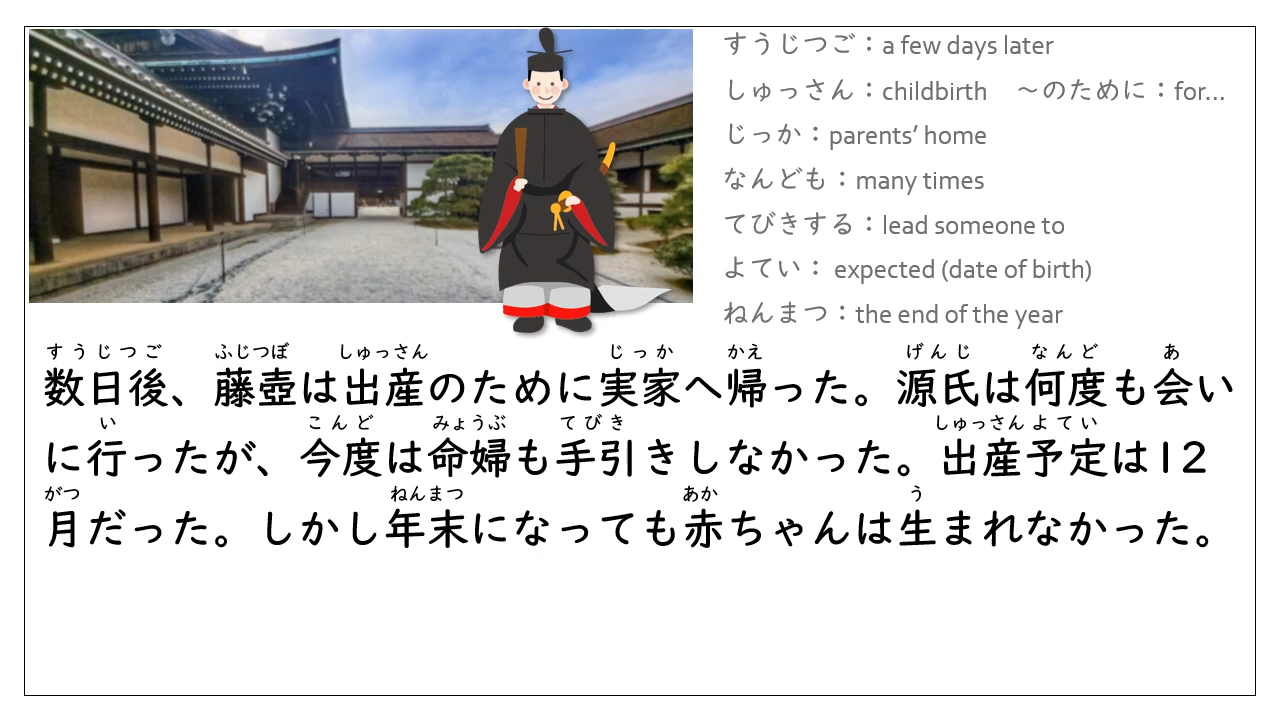 すうじつご：a few days later
しゅっさん：childbirth　～のために：for...
じっか：parents’ home
なんども：many times
てびきする：lead someone to
よてい： expected (date of birth)
ねんまつ：the end of the year
すうじつご ふじつぼ しゅっさん じっか かえ げんじ なんど あ
数日後、藤壺は出産のために実家へ帰った。源氏は何度も会い
い こんど みょうぶ てびき しゅっさんよてい
に行ったが、今度は命婦も手引きしなかった。出産予定は12
がつ ねんまつ あか う
月だった。しかし年末になっても赤ちゃんは生まれなかった。